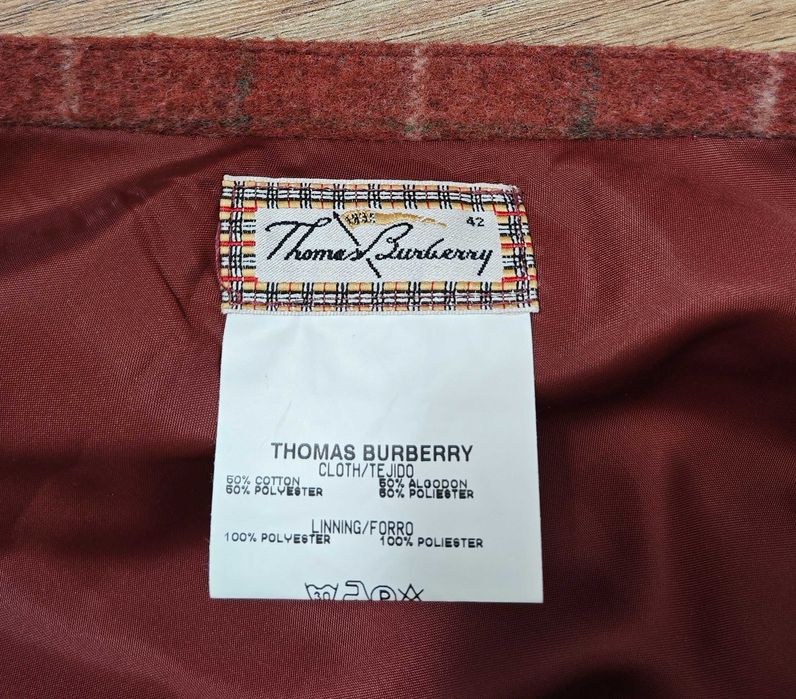 42
Thomas Burberry
THOMAS BURBERRY
CLOTH/TEJIDO
50% COTTON 50% ALGODON
50% POLYESTER 50% POLIESTER
LINNING/FORRO
100% POLYESTER 100% POLIESTER
30 P